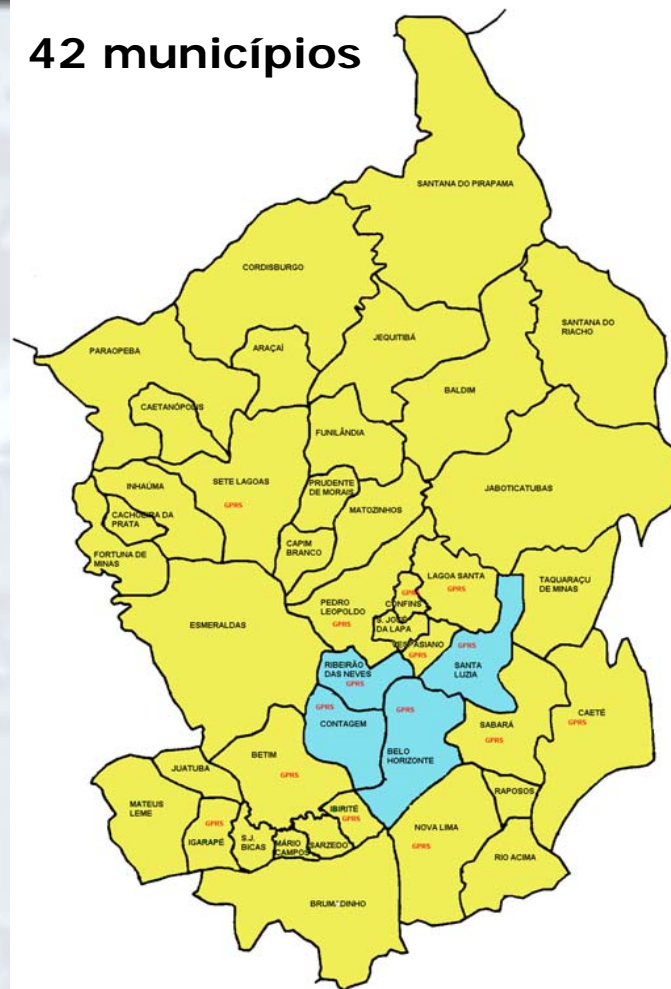 42 municípios
SANTANA DO PIRAPAMA
CORDISBURGO
SANTANA DO
RIACHO
JEQUITIBÁ
ARAÇAÍ
PARAOPEBA
BALDIM
CAETANÓPOLIS
FUNILÂNDIA
SETE LAGOAS
GPRS
PRUDENTE
DE MORAIS
INHAÚMA
JABOTICATUBAS
MATOZINHOS
CACHOEIRA DA
PRATA
CAPIM
BRANCO
FORTUNA DE
MINAS
LAGOA SANTA
GPRS
TAQUARAÇU
DE MINAS
GPRS
CONFINS
PEDRO
LEOPOLDO
GPRS
S. JOSÉ
DA LAPA
ESMERALDAS
VESPASIANO
GPRS
GPRS
SANTA
LUZIA
RIBEIRÃO
DAS NEVES
GPRS
GPRS
CONTAGEM
GPRS
BELO
HORIZONTE
SABARÁ
GPRS
CAETÉ
GPRS
BETIM
GPRS
JUATUBA
RAPOSOS
MATEUS
LEME
IBIRITÉ
GPRS
GPRS
IGARAPÉ
S.J.
BICAS
MÁRIO
CAMPOS
SARZEDO
NOVA LIMA
GPRS
RIO ACIMA
BRUM.´DINHO